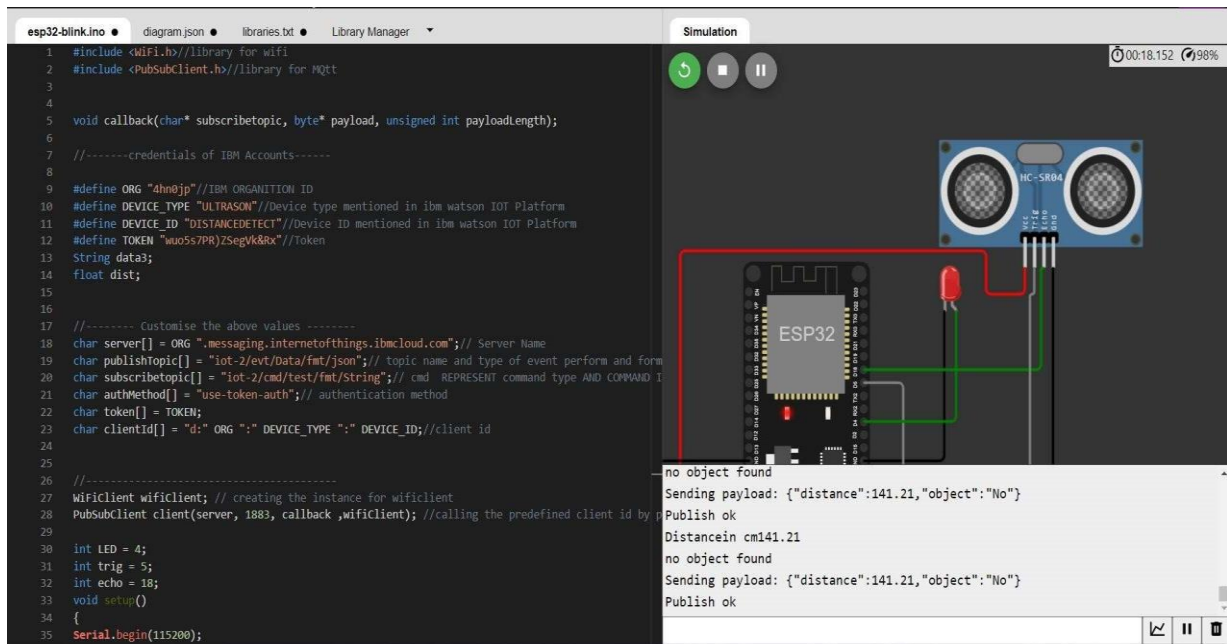 esp32-blink.ino ● diagram.json ● libraries.txt ● Library Manager
1 #include <WiFi.h>//library for wifi
2 #include <PubSubClient.h>//library for MQtt
3
4
5 void callback(char* subscribetopic, byte* payload, unsigned int payloadLength);
6
7 //-------credentials of IBM Accounts------
8
9 #define ORG "4hn0jp"//IBM ORGANITION ID
10 #define DEVICE_TYPE "ULTRASON"//Device type mentioned in ibm watson IOT Platform
11 #define DEVICE_ID "DISTANCEDETECT"//Device ID mentioned in ibm watson IOT Platform
12 #define TOKEN "wuo5s7PR)ZSegVk&Rx"//Token
13 String data3;
14 float dist;
15
16
17 //-------- Customise the above values --------
18 char server[] = ORG ".messaging.internetofthings.ibmcloud.com";// Server Name
19 char publishTopic[] = "iot-2/evt/Data/fmt/json";// topic name and type of event perform and form
20 char subscribetopic[] = "iot-2/cmd/test/fmt/String";// cmd REPRESENT command type AND COMMAND I
21 char authMethod[] = "use-token-auth";// authentication method
22 char token[] = TOKEN;
23 char clientId[] = "d:" ORG ":" DEVICE_TYPE ":" DEVICE_ID;//client id
24
25
26 //-----------------------------------------
27 WiFiClient wifiClient; // creating the instance for wificlient
28 PubSubClient client(server, 1883, callback ,wifiClient); //calling the predefined client id by p
29
30 int LED = 4;
31 int trig = 5;
32 int echo = 18;
33 void setup()
34 {
35 Serial.begin(115200);
Simulation
00:18.152 98%
HC-SR04
Vcc
Trig
Echo
Gnd
ESP32
no object found
Sending payload: {"distance":141.21,"object":"No"}
Publish ok
Distancein cm141.21
no object found
Sending payload: {"distance":141.21,"object":"No"}
Publish ok